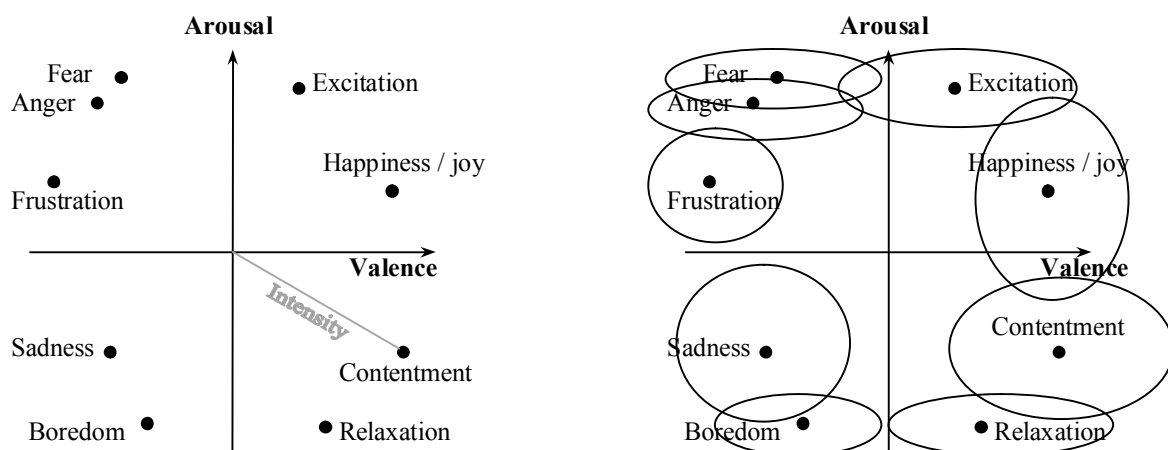 Arousal
Fear
Excitation
Anger
Happiness / joy
Frustration
Valence
Intensity
Sadness
Contentment
Boredom
Relaxation
Arousal
Fear
Excitation
Anger
Happiness / joy
Frustration
Valence
Contentment
Sadness
Boredom
Relaxation